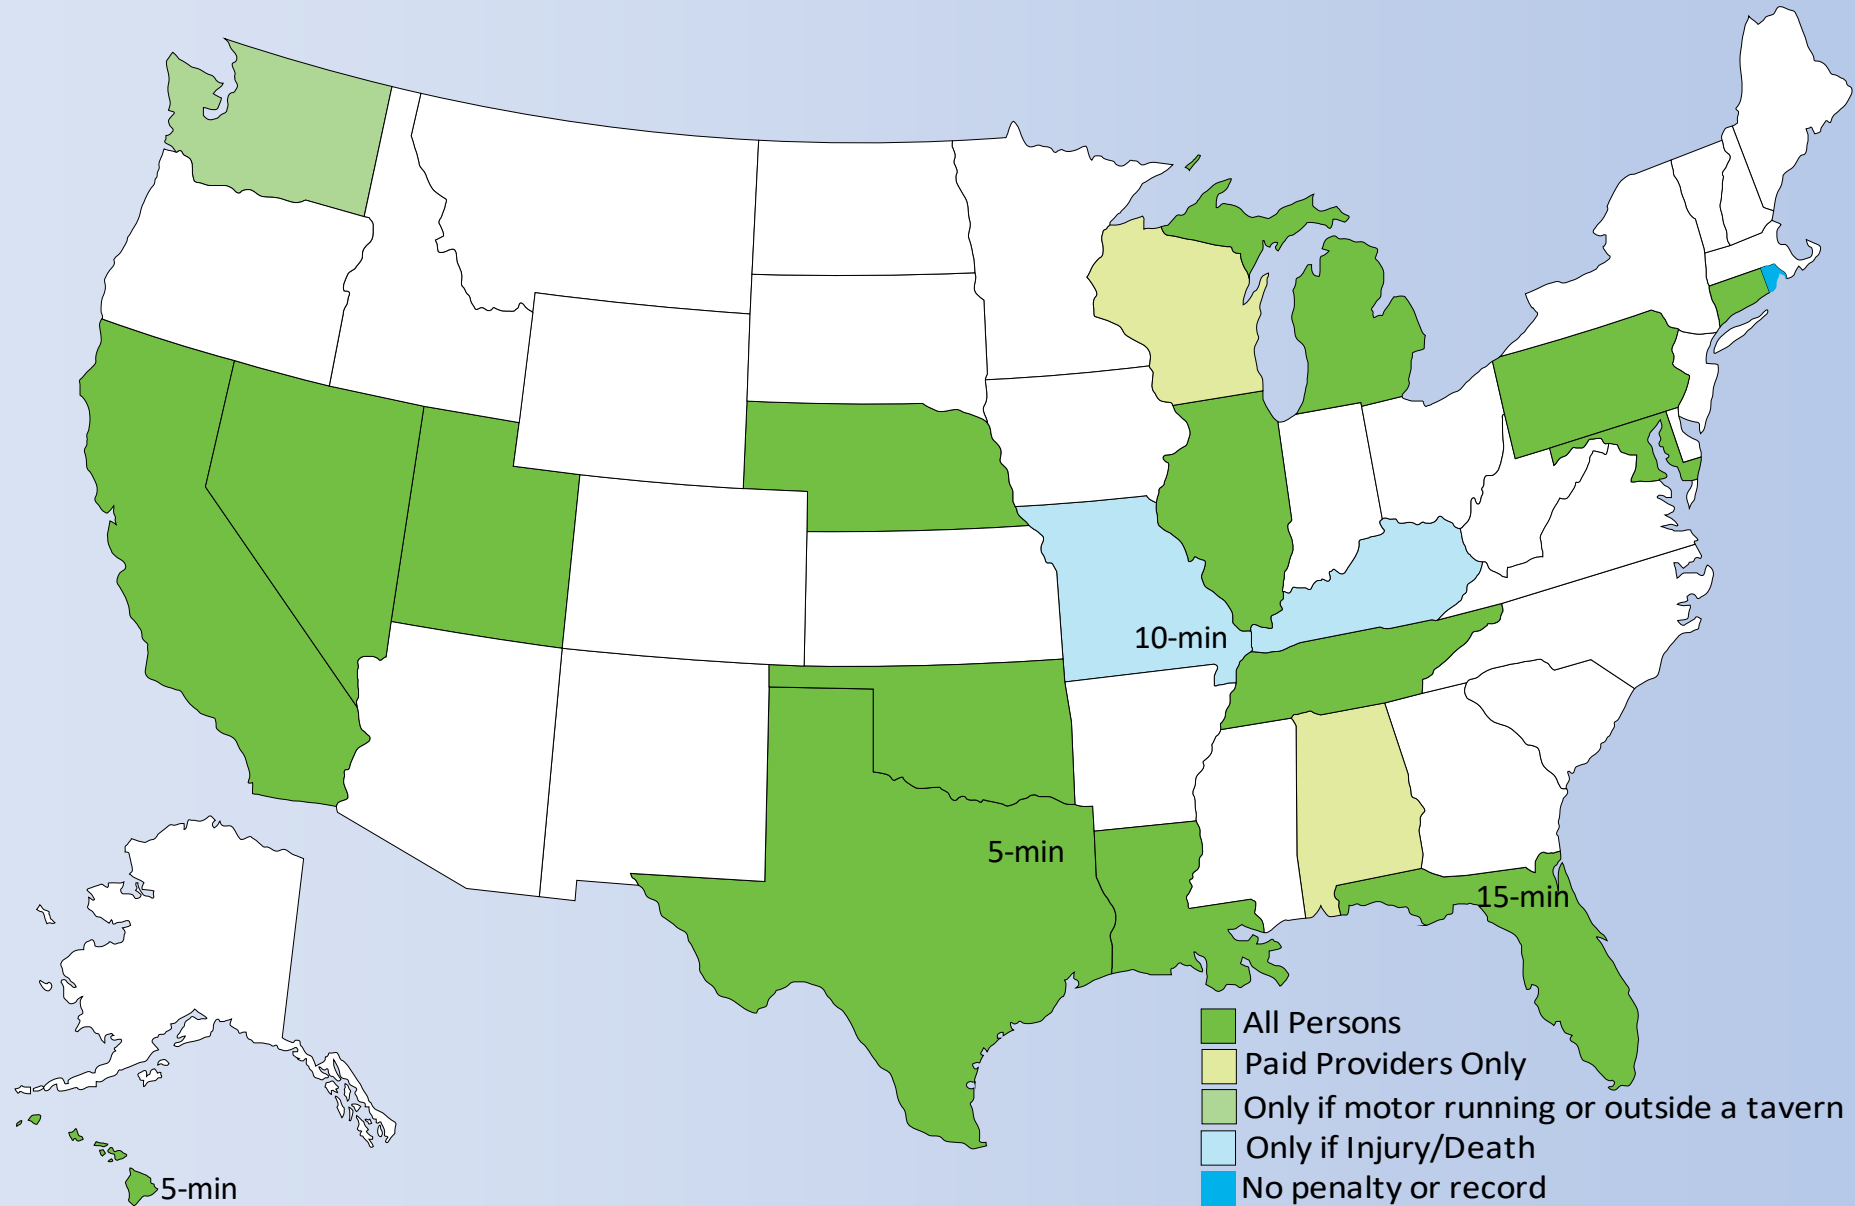 10-min
5-min
15-min
5-min
All Persons
Paid Providers Only
Only if motor running or outside a tavern
Only if Injury/Death
No penalty or record